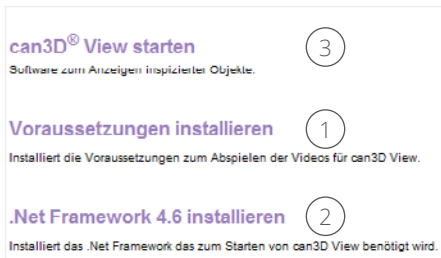 can3D® View starten 3
Software zum Anzeigen inspizierter Objekte.
Voraussetzungen installieren 1
Installiert die Voraussetzungen zum Abspielen der Videos für can3D View.
.Net Framework 4.6 installieren 2
Installiert das .Net Framework das zum Starten von can3D View benötigt wird.